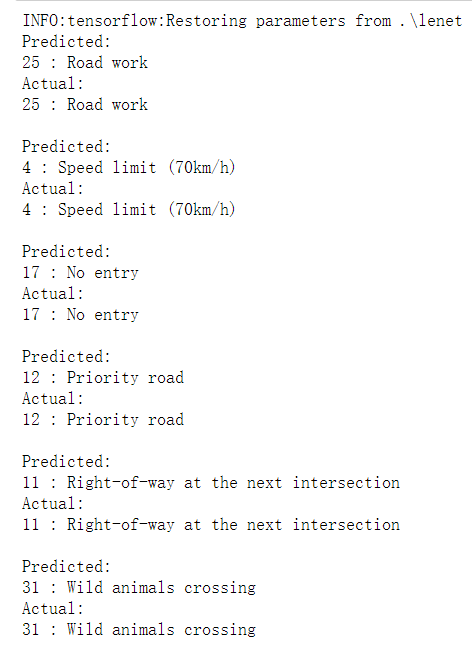 INFO:tensorflow:Restoring parameters from .\lenet
Predicted:
25 : Road work
Actual:
25 : Road work
Predicted:
4 : Speed limit (70km/h)
Actual:
4 : Speed limit (70km/h)
Predicted:
17 : No entry
Actual:
17 : No entry
Predicted:
12 : Priority road
Actual:
12 : Priority road
Predicted:
11 : Right-of-way at the next intersection
Actual:
11 : Right-of-way at the next intersection
Predicted:
31 : Wild animals crossing
Actual:
31 : Wild animals crossing